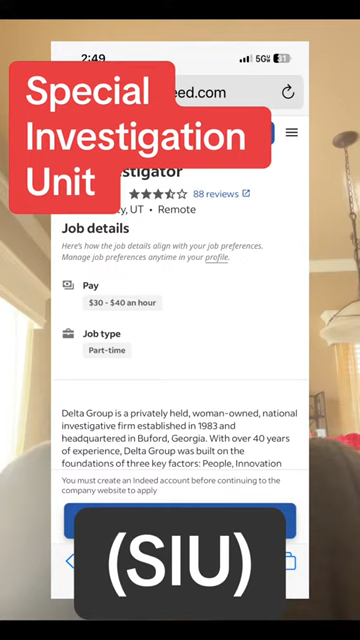 2:49
5G 31
Special
Investigation
Unit
eed.com
88 reviews
UT • Remote
Job details
Here's how the job details align with your job preferences.
Manage job preferences anytime in your profile.
Pay
$30 - $40 an hour
Job type
Part-time
Delta Group is a privately held, woman-owned, national
investigative firm established in 1983 and
headquartered in Buford, Georgia. With over 40 years
of experience, Delta Group was built on the
foundations of three key factors: People, Innovation
You must create an Indeed account before continuing to the
company website to apply
(SIU)